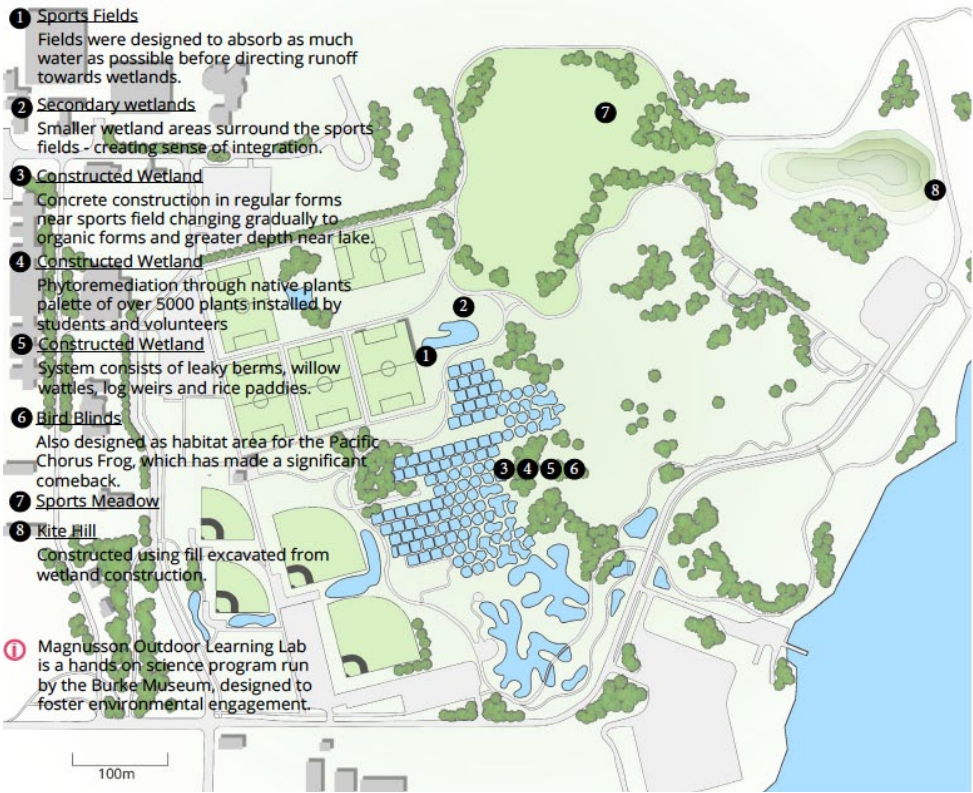 1 Sports Fields
Fields were designed to absorb as much
water as possible before directing runoff
towards wetlands.
2 Secondary wetlands
Smaller wetland areas surround the sports
fields - creating sense of integration.
3 Constructed Wetland
Concrete construction in regular forms
near sports field changing gradually to
organic forms and greater depth near lake.
4 Constructed Wetland
Phytoremediation through native plants
palette of over 5000 plants installed by
students and volunteers
5 Constructed Wetland
System consists of leaky berms, willow
wattles, log weirs and rice paddies.
6 Bird Blinds
Also designed as habitat area for the Pacific
Chorus Frog, which has made a significant
comeback.
7 Sports Meadow
8 Kite Hill
Constructed using fill excavated from
wetland construction.
i Magnusson Outdoor Learning Lab
is a hands on science program run
by the Burke Museum, designed to
foster environmental engagement.
100m
7
8
2
1
3 4 5 6